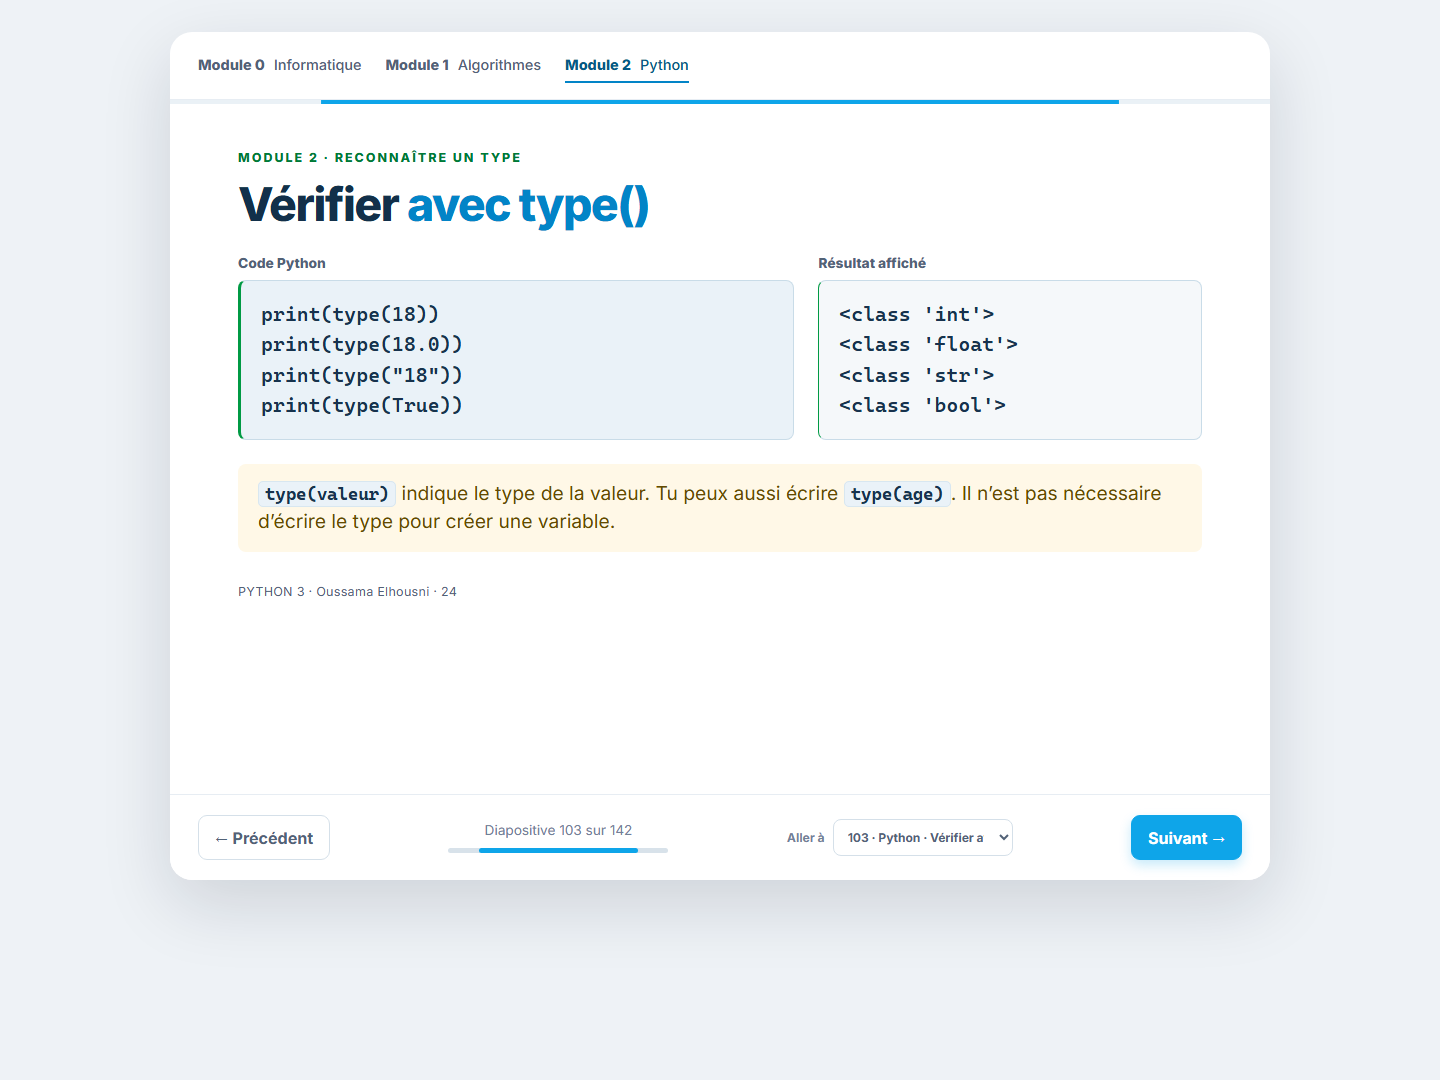 Module 0 Informatique Module 1 Algorithmes Module 2 Python
MODULE 2 · RECONNAÎTRE UN TYPE
Vérifier avec type()
Code Python
print(type(18))
print(type(18.0))
print(type("18"))
print(type(True))
Résultat affiché
<class 'int'>
<class 'float'>
<class 'str'>
<class 'bool'>
type(valeur) indique le type de la valeur. Tu peux aussi écrire type(age). Il n’est pas nécessaire
d’écrire le type pour créer une variable.
PYTHON 3 · Oussama Elhousni · 24
← Précédent
Diapositive 103 sur 142
Aller à 103 · Python · Vérifier a
Suivant →